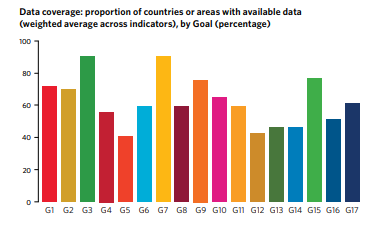 Data coverage: proportion of countries or areas with available data
(weighted average across indicators), by Goal (percentage)
100
80
60
40
20
0
G1 G2 G3 G4 G5 G6 G7 G8 G9 G10 G11 G12 G13 G14 G15 G16 G17